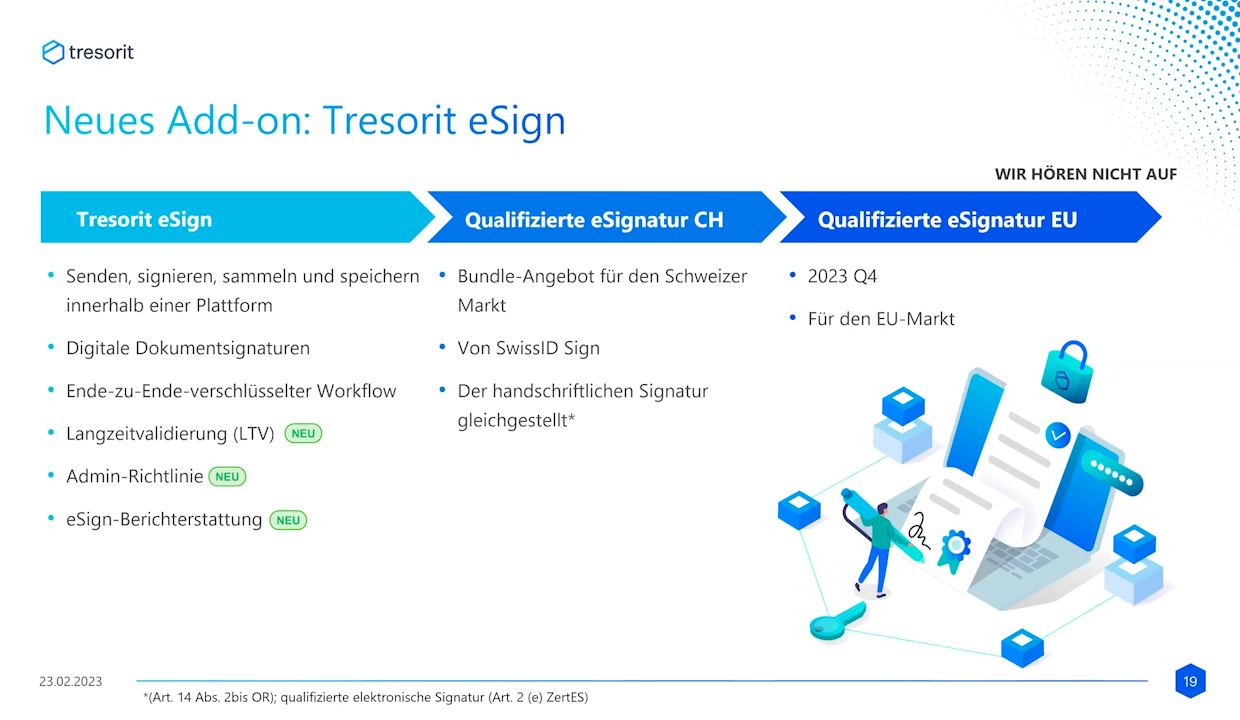 tresorit
Neues Add-on: Tresorit eSign
WIR HÖREN NICHT AUF
Tresorit eSign
• Senden, signieren, sammeln und speichern
innerhalb einer Plattform
• Digitale Dokumentsignaturen
• Ende-zu-Ende-verschlüsselter Workflow
• Langzeitvalidierung (LTV) NEU
• Admin-Richtlinie NEU
• eSign-Berichterstattung NEU
Qualifizierte eSignatur CH
• Bundle-Angebot für den Schweizer
Markt
• Von SwissID Sign
• Der handschriftlichen Signatur
gleichgestellt*
Qualifizierte eSignatur EU
• 2023 Q4
• Für den EU-Markt
23.02.2023
*(Art. 14 Abs. 2bis OR); qualifizierte elektronische Signatur (Art. 2 (e) ZertES)
19